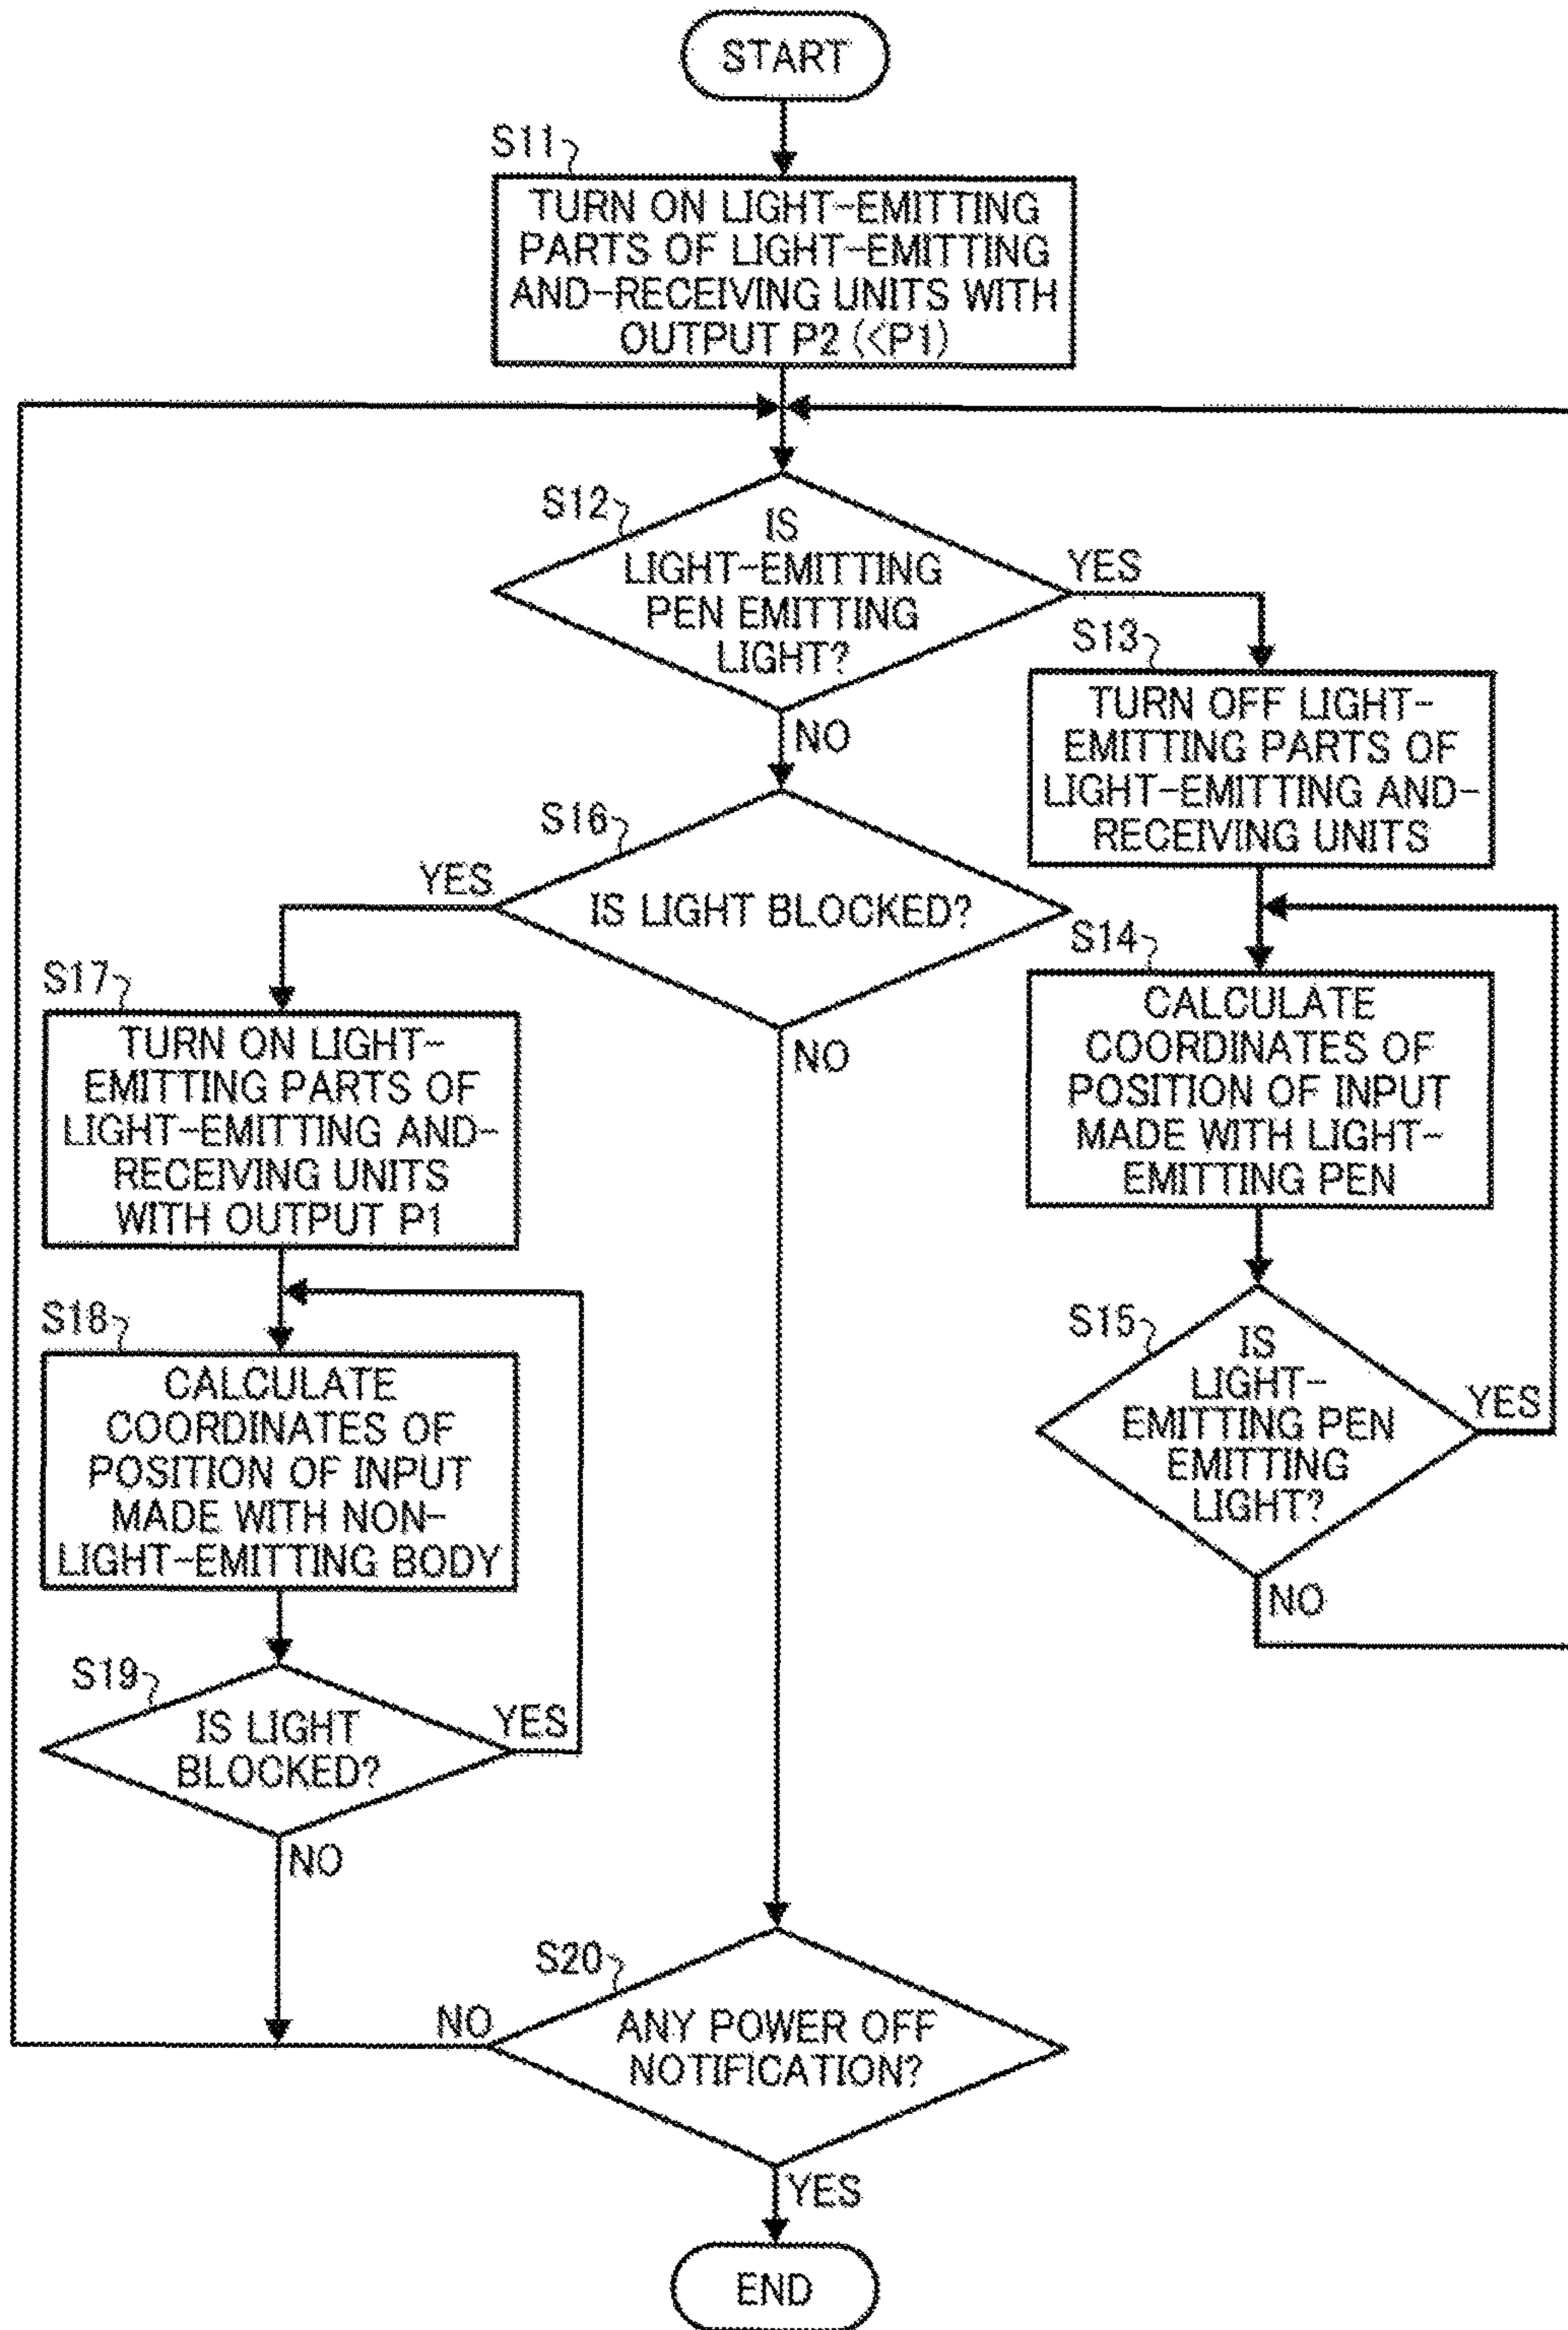 START
S11
TURN ON LIGHT-EMITTING
PARTS OF LIGHT-EMITTING
AND-RECEIVING UNITS WITH
OUTPUT P2 (<P1)
S12
IS
LIGHT-EMITTING
PEN EMITTING
LIGHT?
YES
NO
S13
TURN OFF LIGHT-
EMITTING PARTS OF
LIGHT-EMITTING AND-
RECEIVING UNITS
S14
CALCULATE
COORDINATES OF
POSITION OF INPUT
MADE WITH LIGHT-
EMITTING PEN
S15
IS
LIGHT-
EMITTING PEN
EMITTING
LIGHT?
YES
NO
S16
IS LIGHT BLOCKED?
YES
NO
S17
TURN ON LIGHT-
EMITTING PARTS OF
LIGHT-EMITTING AND-
RECEIVING UNITS
WITH OUTPUT P1
S18
CALCULATE
COORDINATES OF
POSITION OF INPUT
MADE WITH NON-
LIGHT-EMITTING BODY
S19
IS LIGHT
BLOCKED?
YES
NO
S20
ANY POWER OFF
NOTIFICATION?
NO
YES
END